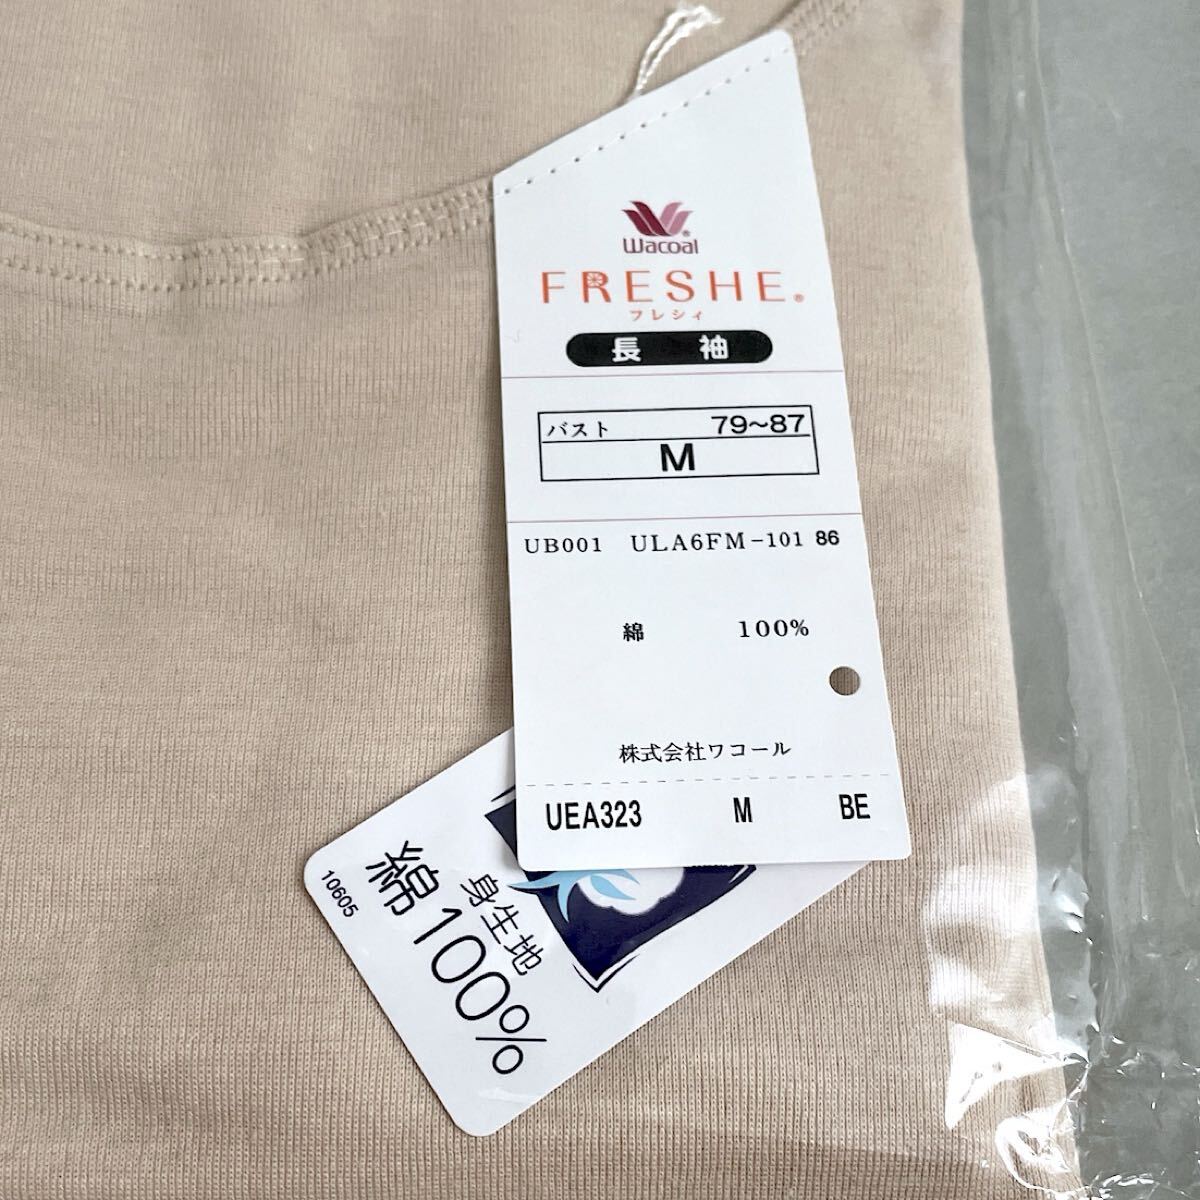 Wacoal®
FRESHE®
フレシィ
長 袖
バスト 79~87
M
UB001 ULA6FM-101 86
綿 100%
株式会社ワコール
UEA323 M BE
身生地
綿100%
10605